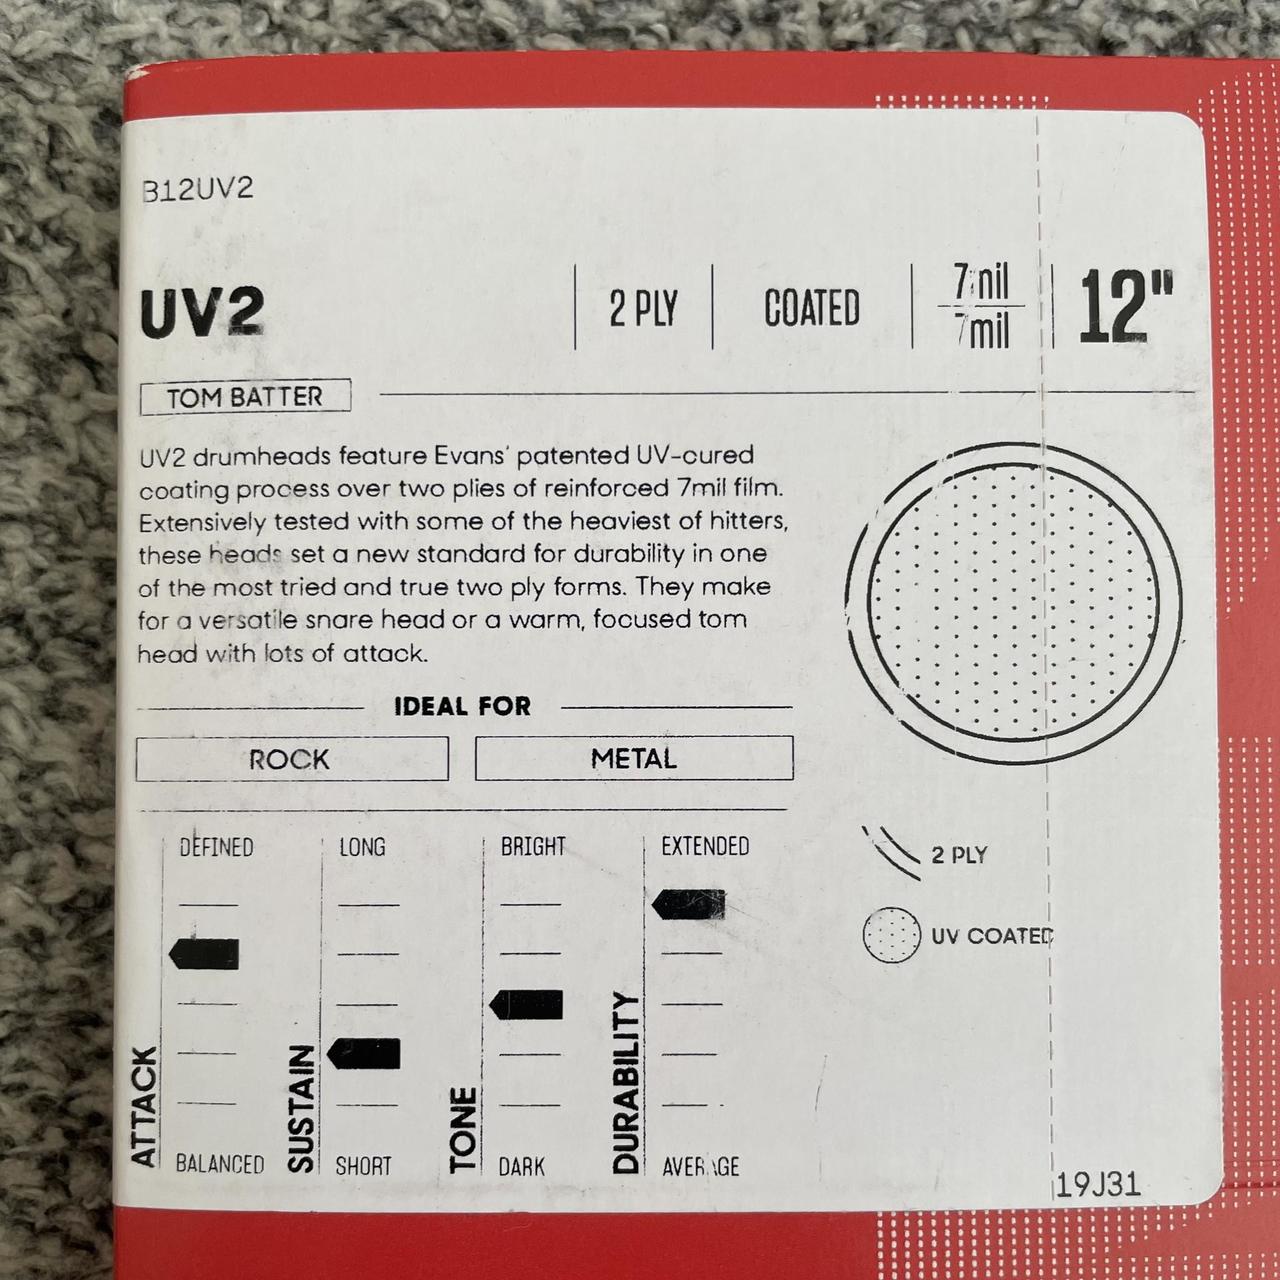 B12UV2
UV2
2 PLY
COATED
7mil
7mil
12"
TOM BATTER
UV2 drumheads feature Evans' patented UV-cured
coating process over two plies of reinforced 7mil film.
Extensively tested with some of the heaviest of hitters,
these heads set a new standard for durability in one
of the most tried and true two ply forms. They make
for a versatile snare head or a warm, focused tom
head with lots of attack.
IDEAL FOR
ROCK
METAL
ATTACK
DEFINED
BALANCED
SUSTAIN
LONG
SHORT
TONE
BRIGHT
DARK
DURABILITY
EXTENDED
AVERAGE
2 PLY
UV COATED
19J31